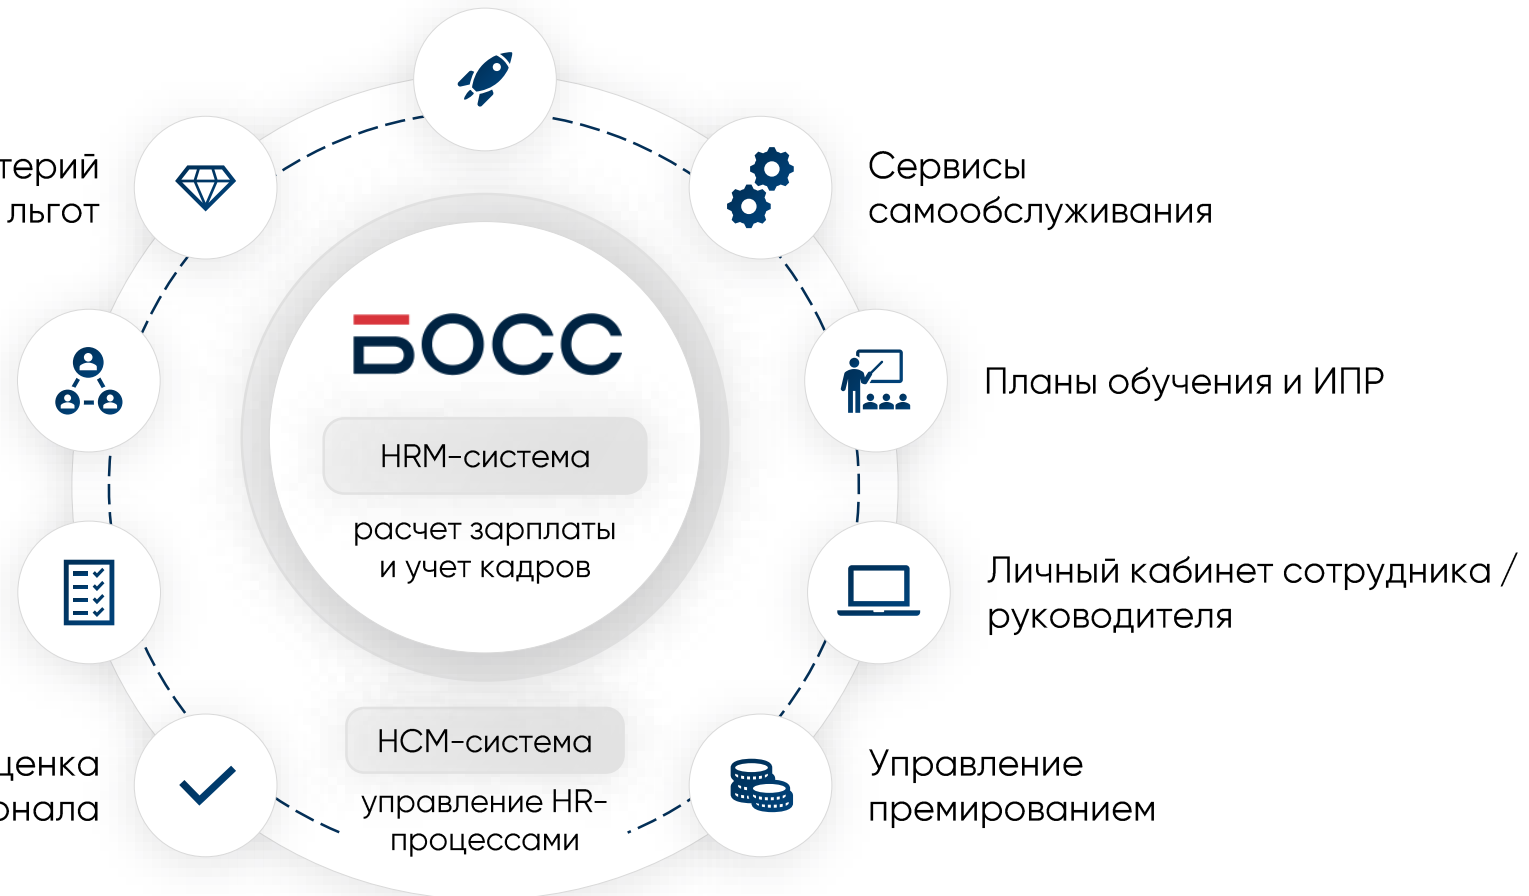 терий
льгот
Сервисы
самообслуживания
БОСС
HRM-система
расчет зарплаты
и учет кадров
Планы обучения и ИПР
Личный кабинет сотрудника /
руководителя
HCM-система
управление HR-
процессами
ценка
онала
Управление
премированием